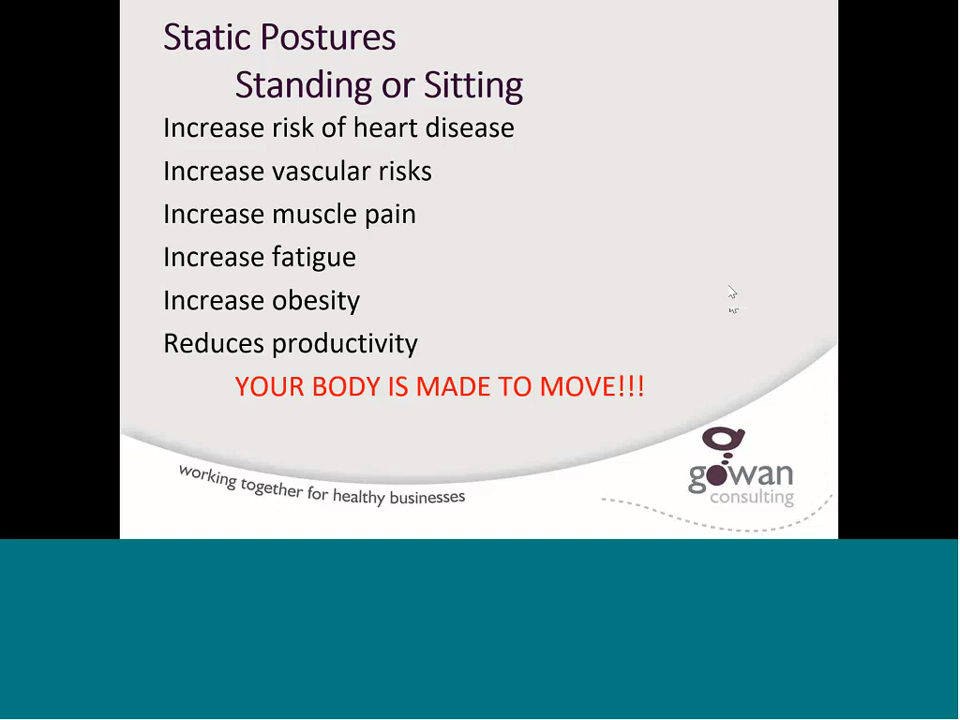 Static Postures
Standing or Sitting
Increase risk of heart disease
Increase vascular risks
Increase muscle pain
Increase fatigue
Increase obesity
Reduces productivity
YOUR BODY IS MADE TO MOVE!!!
working together for healthy businesses
gowan
consulting